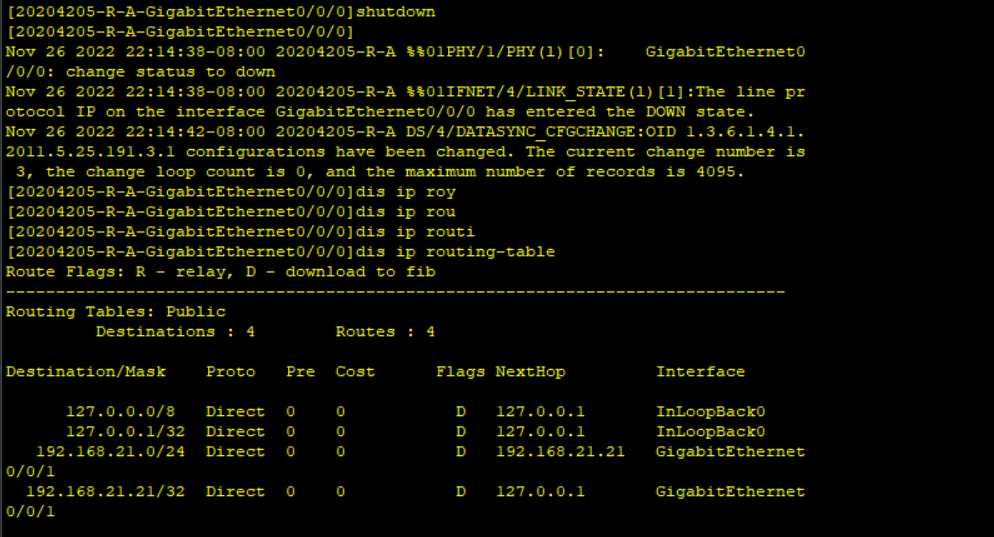 [20204205-R-A-GigabitEthernet0/0/0]shutdown
[20204205-R-A-GigabitEthernet0/0/0]
Nov 26 2022 22:14:38-08:00 20204205-R-A %%01PHY/1/PHY(l)[0]:    GigabitEthernet0
/0/0: change status to down
Nov 26 2022 22:14:38-08:00 20204205-R-A %%01IFNET/4/LINK_STATE(l)[1]:The line pr
otocol IP on the interface GigabitEthernet0/0/0 has entered the DOWN state.
Nov 26 2022 22:14:42-08:00 20204205-R-A DS/4/DATASYNC_CFGCHANGE:OID 1.3.6.1.4.1.
2011.5.25.191.3.1 configurations have been changed. The current change number is
 3, the change loop count is 0, and the maximum number of records is 4095.
[20204205-R-A-GigabitEthernet0/0/0]dis ip roy
[20204205-R-A-GigabitEthernet0/0/0]dis ip rou
[20204205-R-A-GigabitEthernet0/0/0]dis ip routi
[20204205-R-A-GigabitEthernet0/0/0]dis ip routing-table
Route Flags: R - relay, D - download to fib
------------------------------------------------------------------------------
Routing Tables: Public
         Destinations : 4        Routes : 4

Destination/Mask    Proto   Pre  Cost      Flags NextHop         Interface

      127.0.0.0/8   Direct  0    0           D   127.0.0.1       InLoopBack0
      127.0.0.1/32  Direct  0    0           D   127.0.0.1       InLoopBack0
   192.168.21.0/24  Direct  0    0           D   192.168.21.21   GigabitEthernet
0/0/1
  192.168.21.21/32  Direct  0    0           D   127.0.0.1       GigabitEthernet
0/0/1